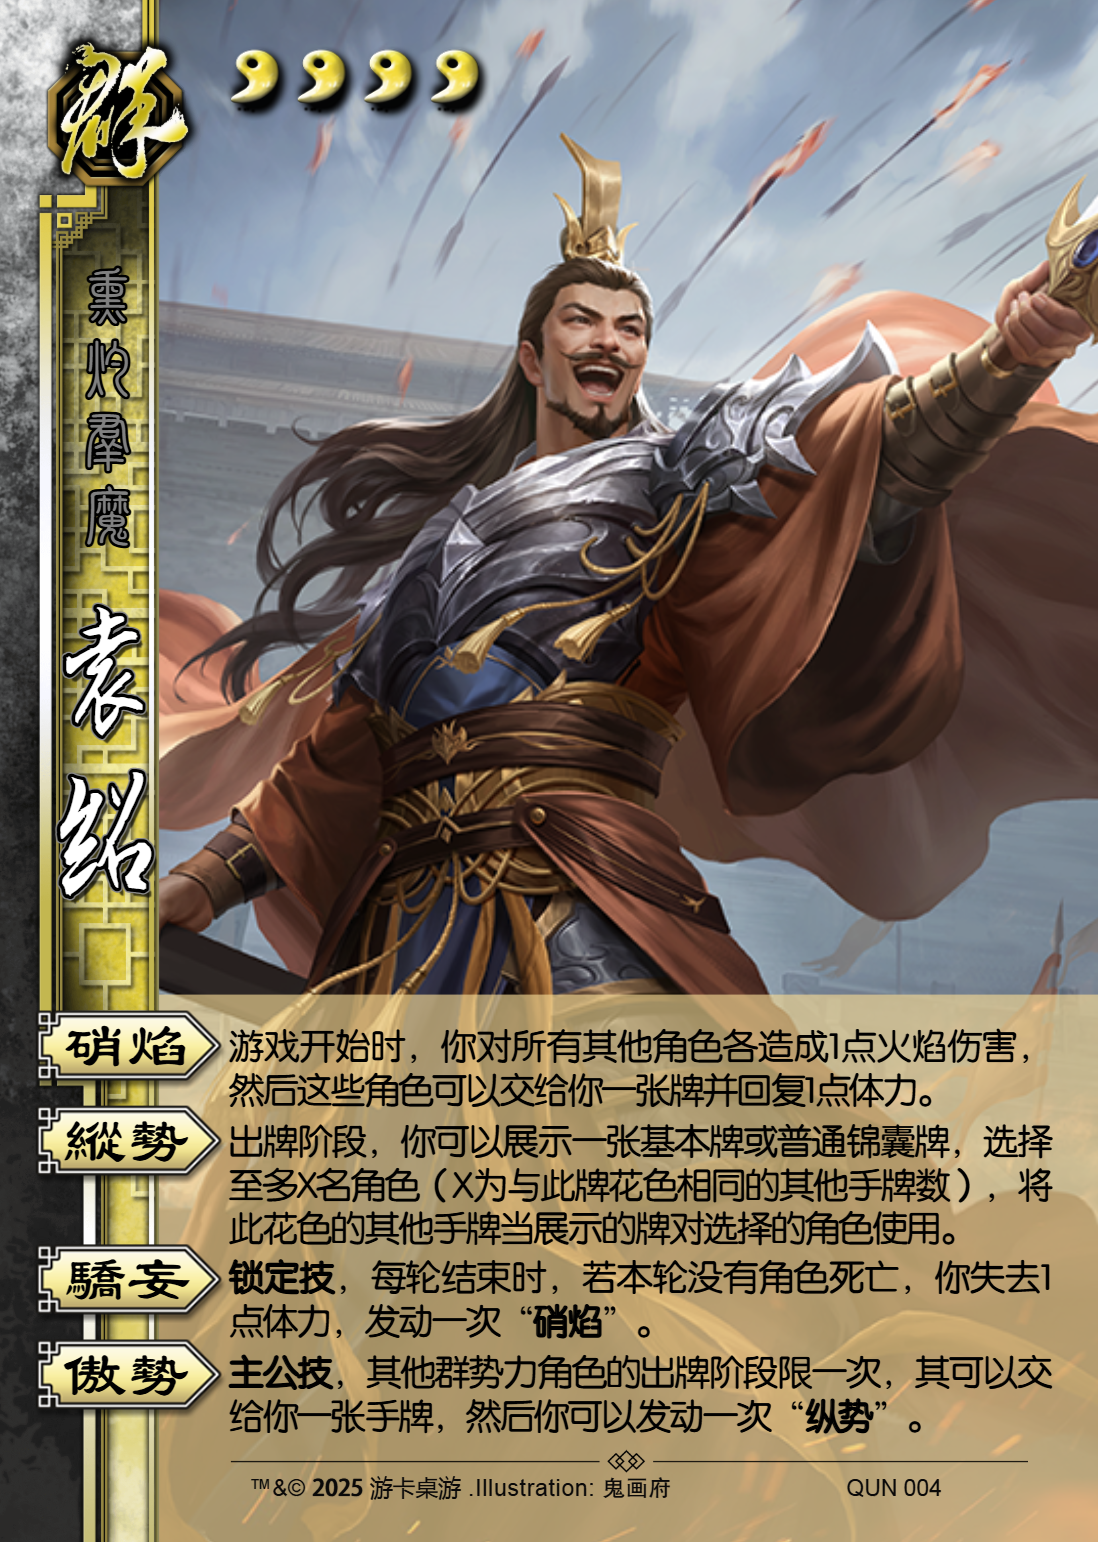 群
熏灼群魔
袁绍
硝焰
游戏开始时，你对所有其他角色各造成1点火焰伤害，
然后这些角色可以交给你一张牌并回复1点体力。
縱勢
出牌阶段，你可以展示一张基本牌或普通锦囊牌，选择
至多X名角色（X为与此牌花色相同的其他手牌数），将
此花色的其他手牌当展示的牌对选择的角色使用。
驕妄
锁定技，每轮结束时，若本轮没有角色死亡，你失去1
点体力，发动一次“硝焰”。
傲勢
主公技，其他群势力角色的出牌阶段限一次，其可以交
给你一张手牌，然后你可以发动一次“纵势”。
™&© 2025 游卡桌游 .Illustration: 鬼画府
QUN 004